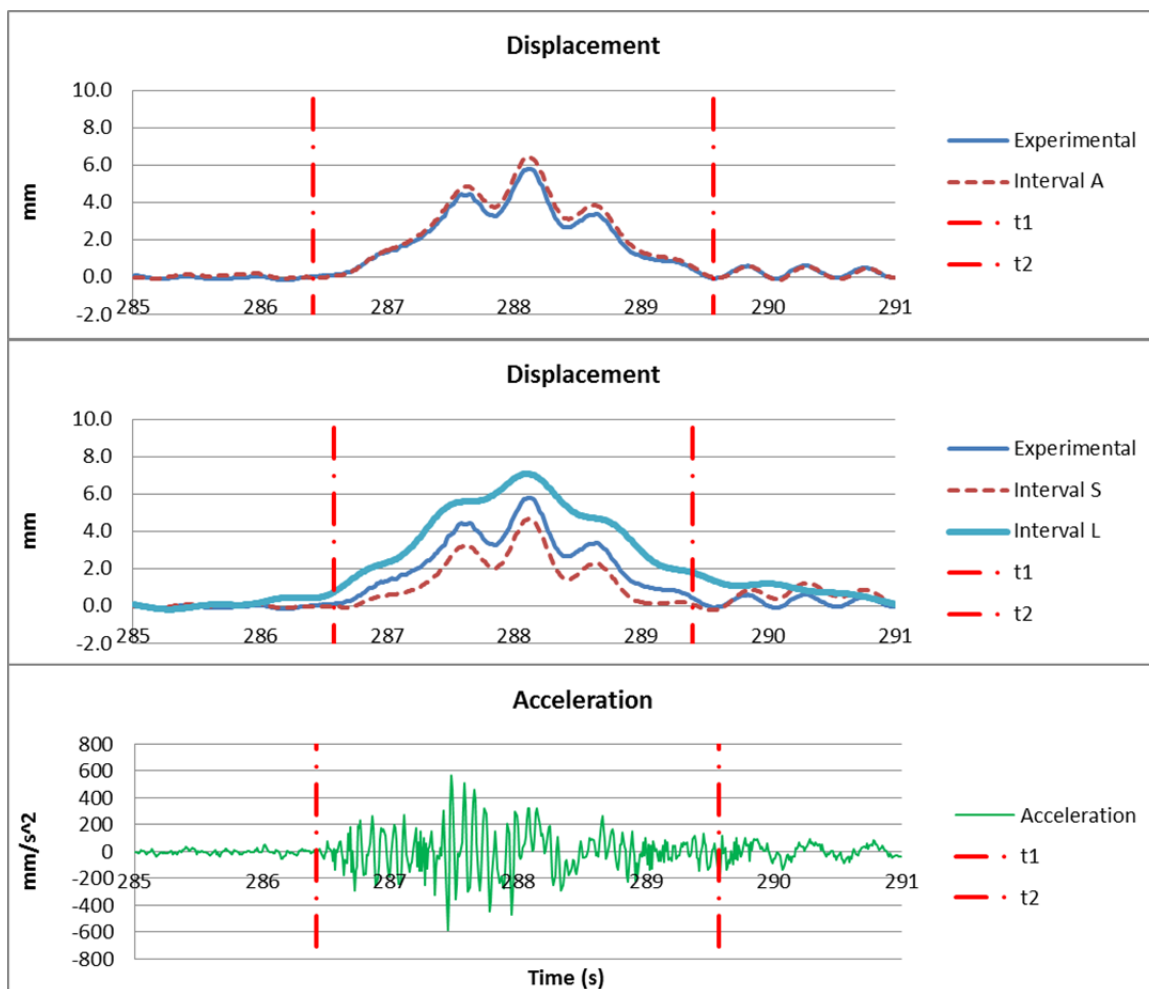 Displacement
10.0
8.0
6.0
4.0
2.0
0.0
-2.0
mm
285 286 287 288 289 290 291
Experimental
Interval A
t1
t2
Displacement
10.0
8.0
6.0
4.0
2.0
0.0
-2.0
mm
285 286 287 288 289 290 291
Experimental
Interval S
Interval L
t1
t2
Acceleration
800
600
400
200
0
-200
-400
-600
-800
mm/s^2
285 286 287 288 289 290 291
Time (s)
Acceleration
t1
t2